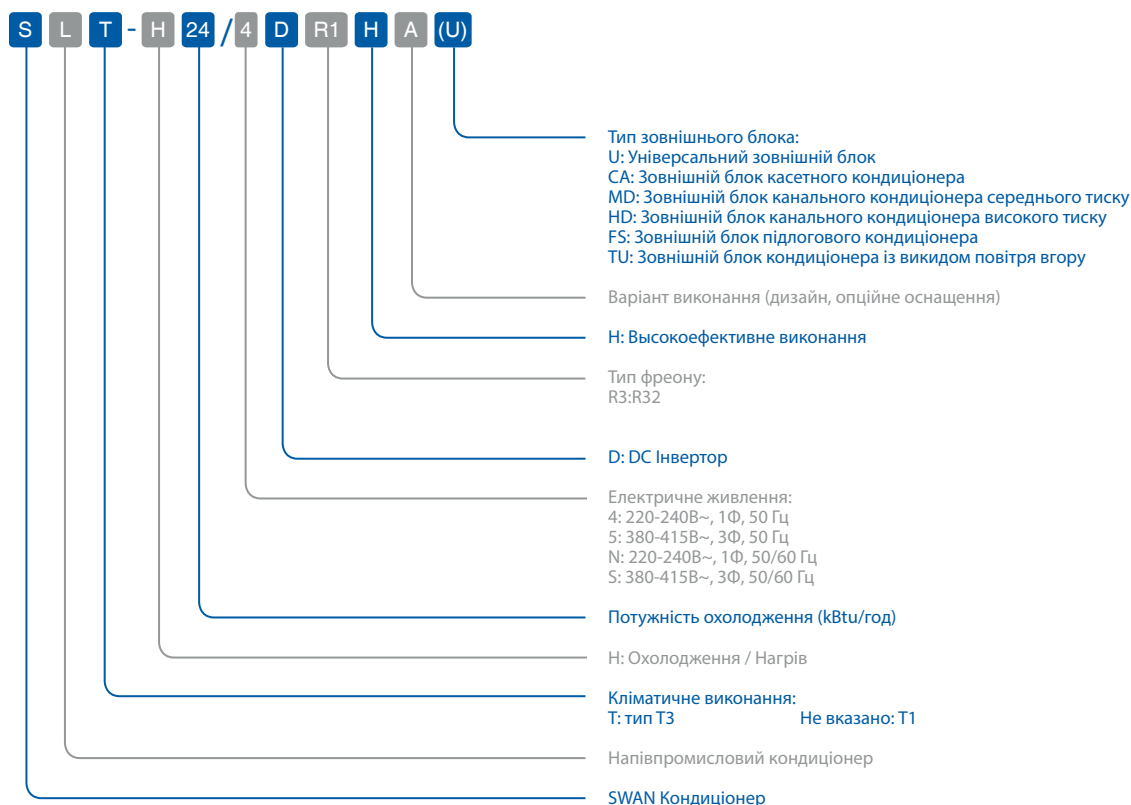 S L T - H 24 / 4 D R1 H A (U)
Тип зовнішнього блока:
U: Універсальний зовнішній блок
CA: Зовнішній блок касетного кондиціонера
MD: Зовнішній блок канального кондиціонера середнього тиску
HD: Зовнішній блок канального кондиціонера високого тиску
FS: Зовнішній блок підлогового кондиціонера
TU: Зовнішній блок кондиціонера із викидом повітря вгору
Варіант виконання (дизайн, опційне оснащення)
H: Высокоефективне виконання
Тип фреону:
R3:R32
D: DC Інвертор
Електричне живлення:
4: 220-240В~, 1Ф, 50 Гц
5: 380-415В~, 3Ф, 50 Гц
N: 220-240В~, 1Ф, 50/60 Гц
S: 380-415В~, 3Ф, 50/60 Гц
Потужність охолодження (kBtu/год)
H: Охолодження / Нагрів
Кліматичне виконання:
T: тип T3 Не вказано: T1
Напівпромисловий кондиціонер
SWAN Кондиціонер